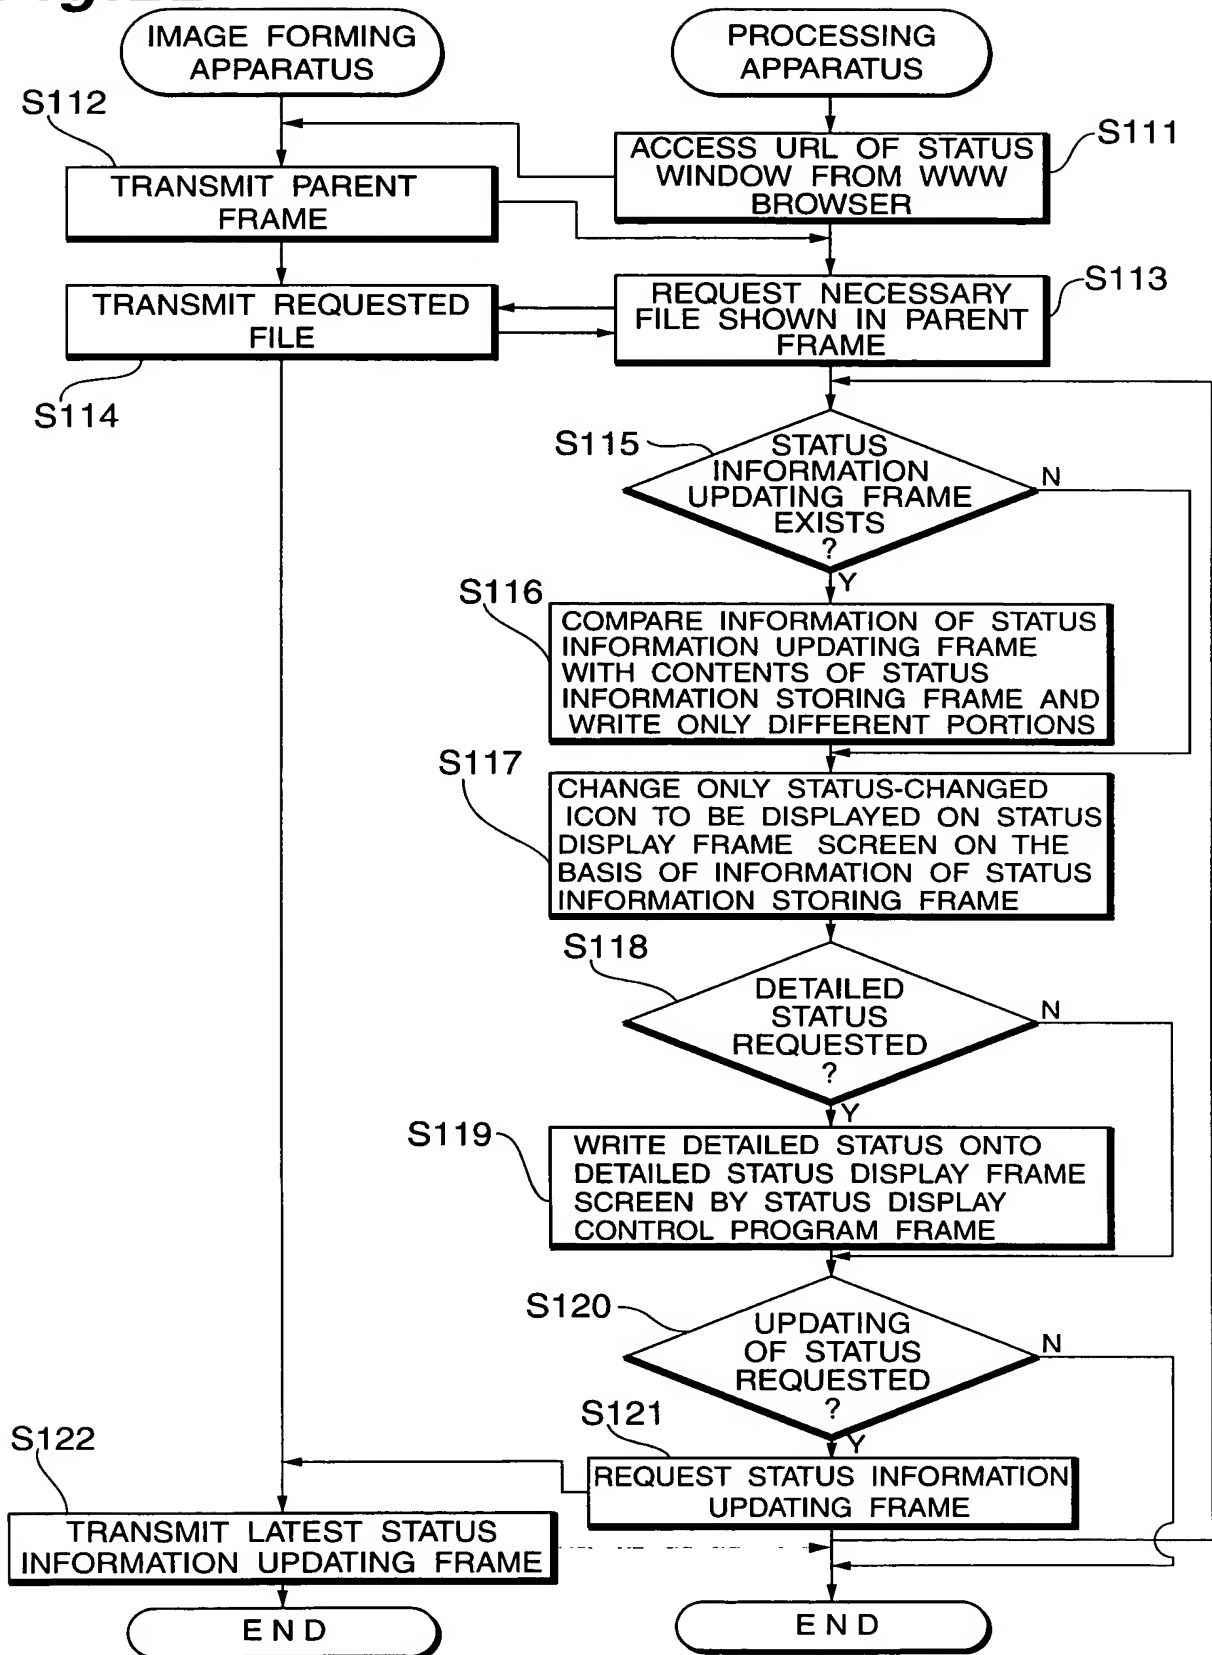 IMAGE FORMING
APPARATUS
PROCESSING
APPARATUS
S112
S111
ACCESS URL OF STATUS
WINDOW FROM WWW
BROWSER
TRANSMIT PARENT
FRAME
S113
TRANSMIT REQUESTED
FILE
REQUEST NECESSARY
FILE SHOWN IN PARENT
FRAME
S114
S115
STATUS
INFORMATION
UPDATING FRAME
EXISTS
?
N
Y
S116
COMPARE INFORMATION OF STATUS
INFORMATION UPDATING FRAME
WITH CONTENTS OF STATUS
INFORMATION STORING FRAME AND
WRITE ONLY DIFFERENT PORTIONS
S117
CHANGE ONLY STATUS-CHANGED
ICON TO BE DISPLAYED ON STATUS
DISPLAY FRAME SCREEN ON THE
BASIS OF INFORMATION OF STATUS
INFORMATION STORING FRAME
S118
DETAILED
STATUS
REQUESTED
?
N
Y
S119
WRITE DETAILED STATUS ONTO
DETAILED STATUS DISPLAY FRAME
SCREEN BY STATUS DISPLAY
CONTROL PROGRAM FRAME
S120
UPDATING
OF STATUS
REQUESTED
?
N
Y
S121
REQUEST STATUS INFORMATION
UPDATING FRAME
S122
TRANSMIT LATEST STATUS
INFORMATION UPDATING FRAME
END
END